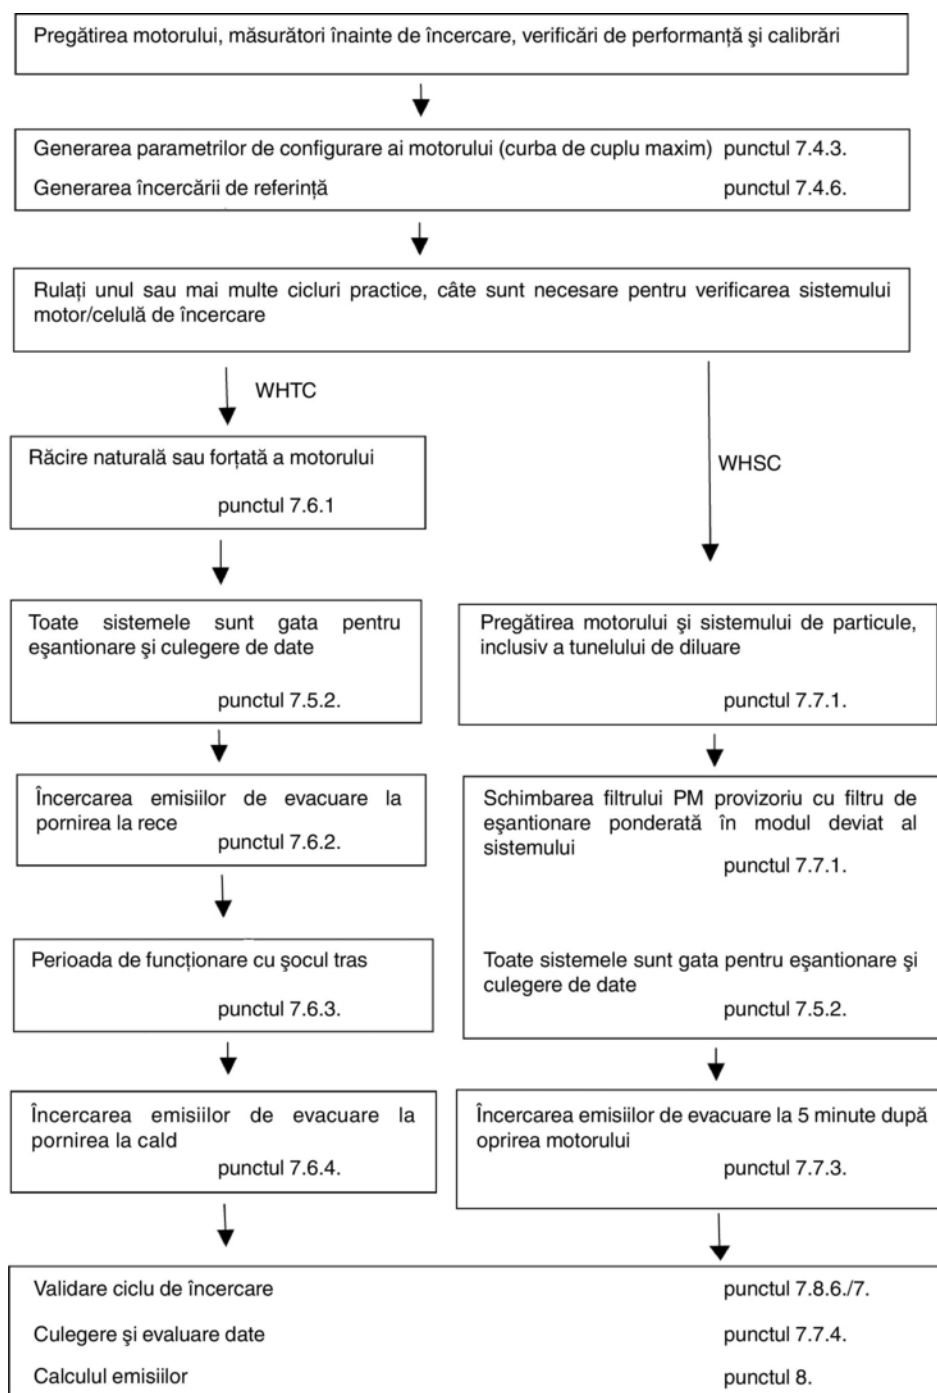 Pregătirea motorului, măsurători înainte de încercare, verificări de performanță şi calibrări
Generarea parametrilor de configurare ai motorului (curba de cuplu maxim) punctul 7.4.3.
Generarea încercării de referință punctul 7.4.6.
Rulați unul sau mai multe cicluri practice, câte sunt necesare pentru verificarea sistemului
motor/celulă de încercare
WHTC
Răcire naturală sau forțată a motorului
punctul 7.6.1
Toate sistemele sunt gata pentru
eşantionare şi culegere de date
punctul 7.5.2.
Încercarea emisiilor de evacuare la
pornirea la rece
punctul 7.6.2.
Perioada de funcționare cu şocul tras
punctul 7.6.3.
Încercarea emisiilor de evacuare la
pornirea la cald
punctul 7.6.4.
WHSC
Pregătirea motorului şi sistemului de particule,
inclusiv a tunelului de diluare
punctul 7.7.1.
Schimbarea filtrului PM provizoriu cu filtru de
eşantionare ponderată în modul deviat al
sistemului
punctul 7.7.1.
Toate sistemele sunt gata pentru eşantionare şi
culegere de date
punctul 7.5.2.
Încercarea emisiilor de evacuare la 5 minute după
oprirea motorului
punctul 7.7.3.
Validare ciclu de încercare punctul 7.8.6./7.
Culegere şi evaluare date punctul 7.7.4.
Calculul emisiilor punctul 8.